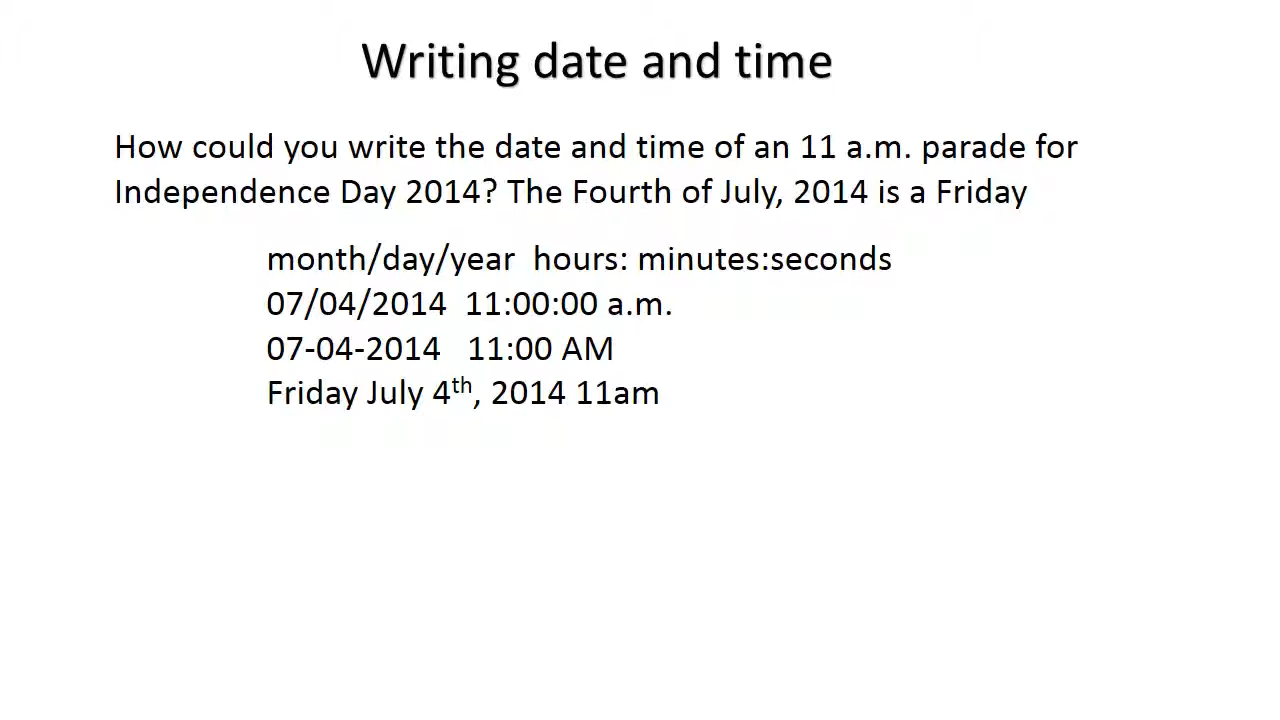 Writing date and time
How could you write the date and time of an 11 a.m. parade for
Independence Day 2014? The Fourth of July, 2014 is a Friday
month/day/year  hours: minutes:seconds
07/04/2014  11:00:00 a.m.
07-04-2014   11:00 AM
Friday July 4th, 2014 11am